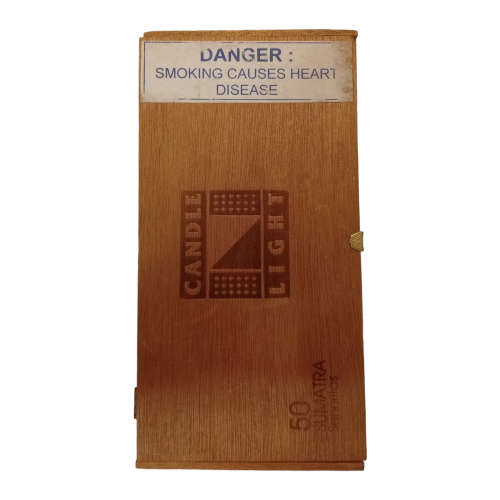 DANGER :
SMOKING CAUSES HEART
DISEASE
CANDLE
LIGHT
50
SUMATRA